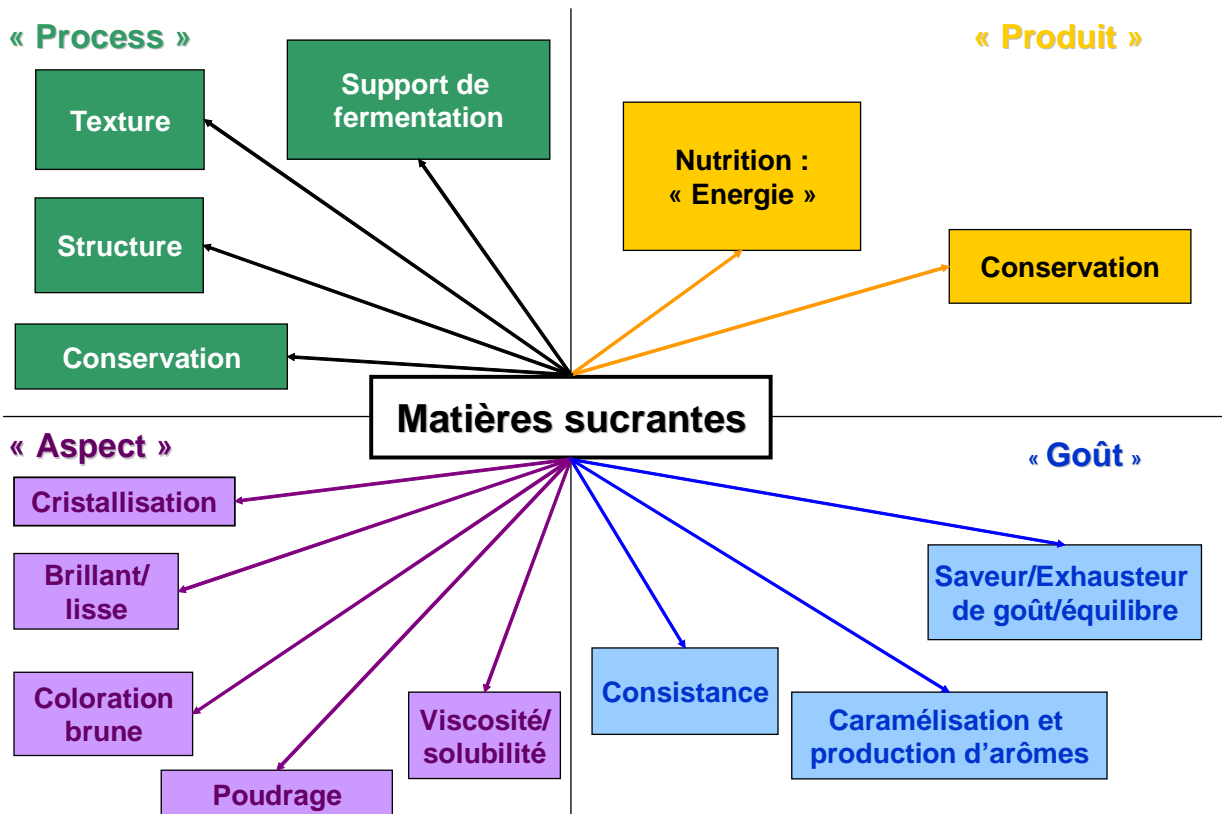 « Process »
Texture
Support de
fermentation
Structure
Conservation
« Produit »
Nutrition :
« Energie »
Conservation
Matières sucrantes
« Aspect »
Cristallisation
Brillant/
lisse
Coloration
brune
Poudrage
Viscosité/
solubilité
« Goût »
Saveur/Exhausteur
de goût/équilibre
Consistance
Caramélisation et
production d’arômes